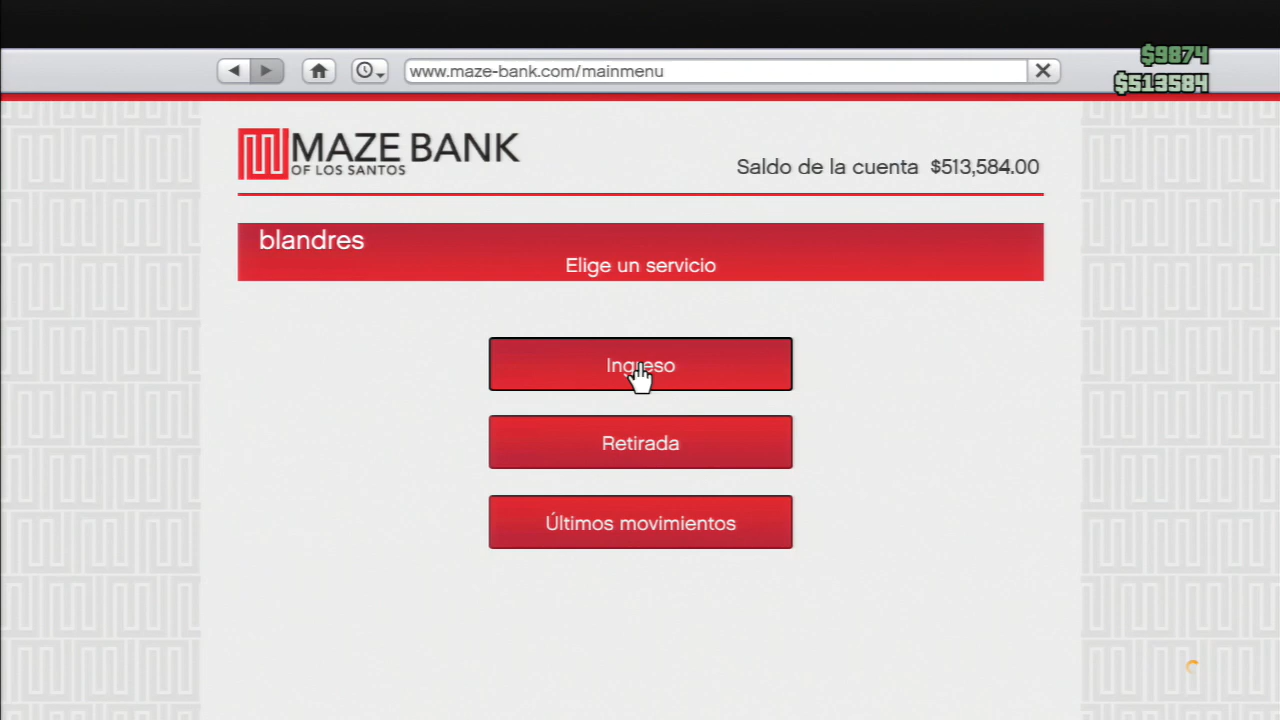 $9874
www.maze-bank.com/mainmenu
$513584
MAZE BANK
OF LOS SANTOS
Saldo de la cuenta $513,584.00
blandres
Elige un servicio
Ingreso
Retirada
Últimos movimientos